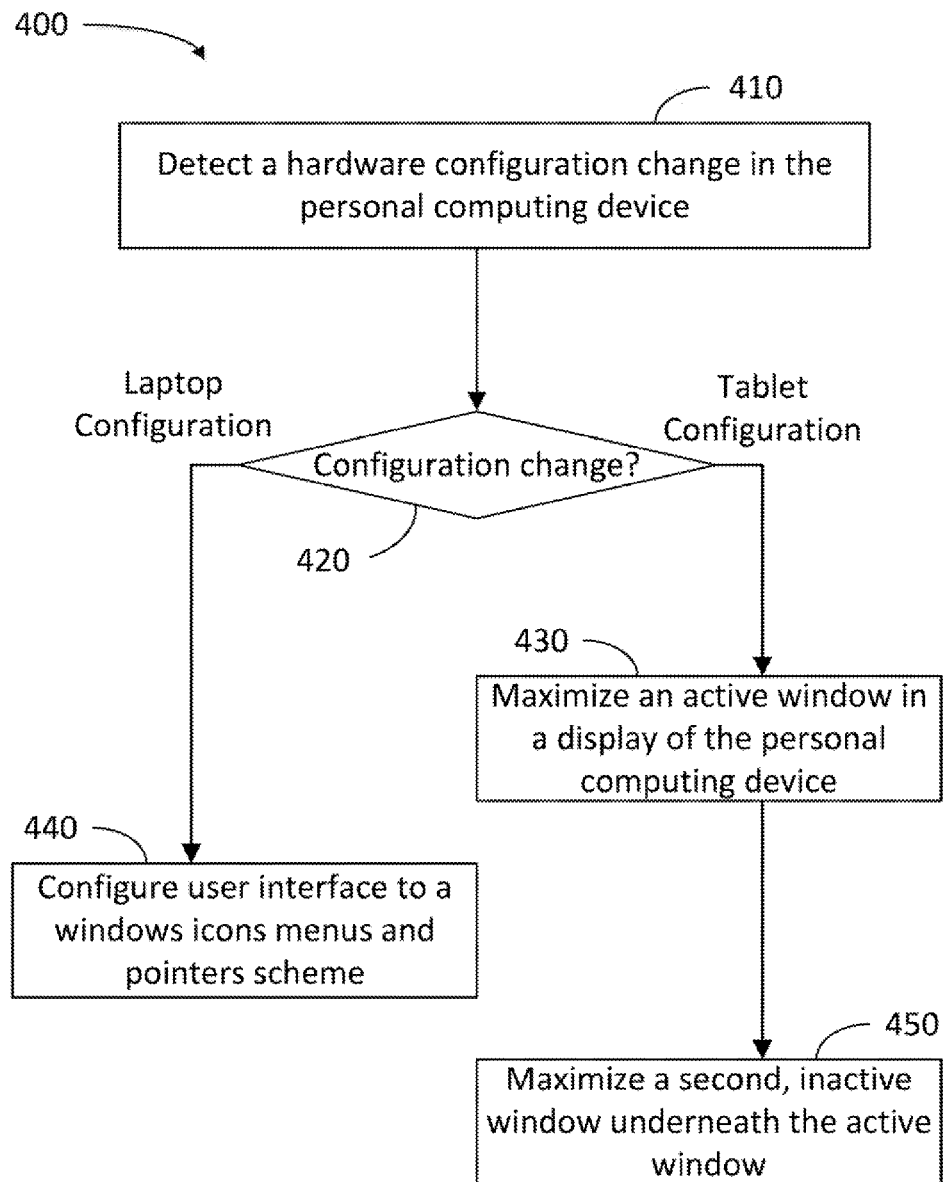 400
410
Detect a hardware configuration change in the
personal computing device
Laptop
Configuration
Tablet
Configuration
Configuration change?
420
430
Maximize an active window in
a display of the personal
computing device
440
Configure user interface to a
windows icons menus and
pointers scheme
450
Maximize a second, inactive
window underneath the active
window